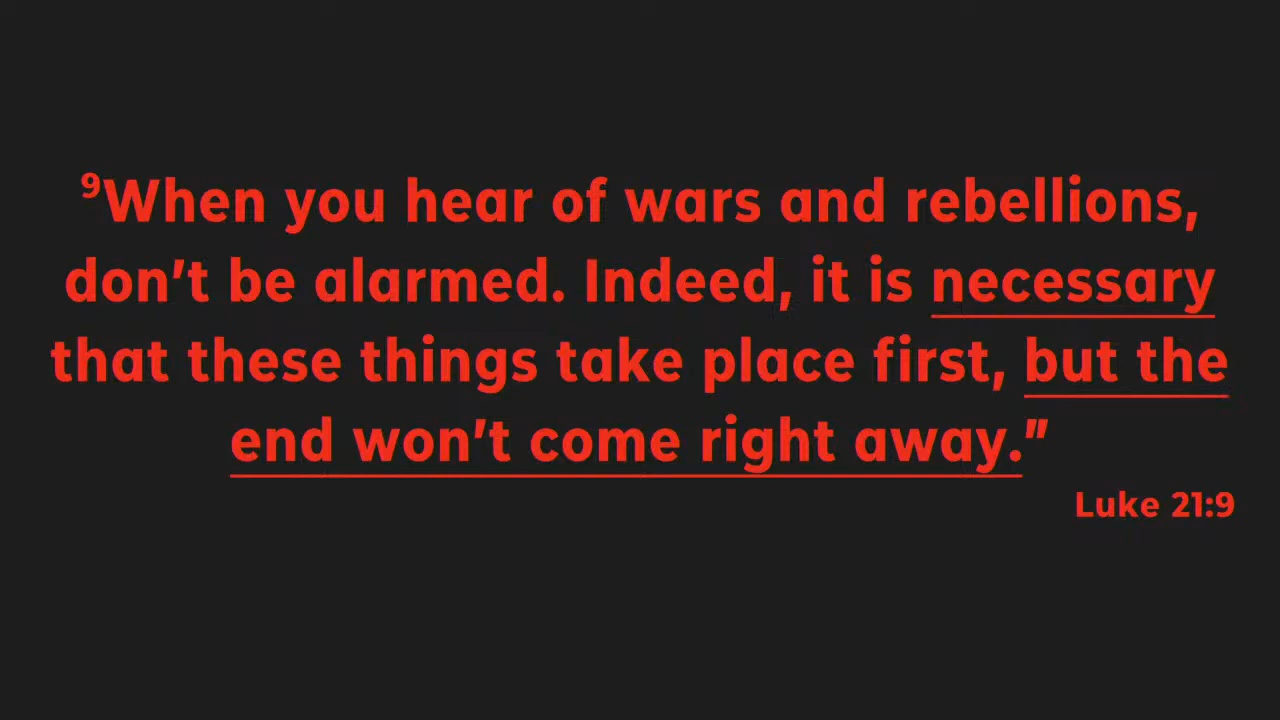 ⁹When you hear of wars and rebellions,
don’t be alarmed. Indeed, it is necessary
that these things take place first, but the
end won’t come right away.”
Luke 21:9